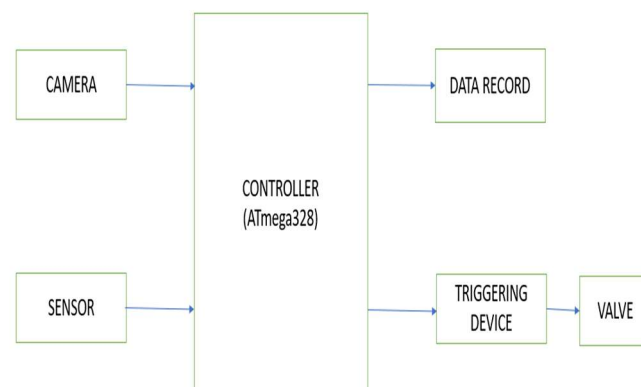 CAMERA
DATA RECORD
CONTROLLER
(ATmega328)
SENSOR
TRIGGERING
DEVICE
VALVE